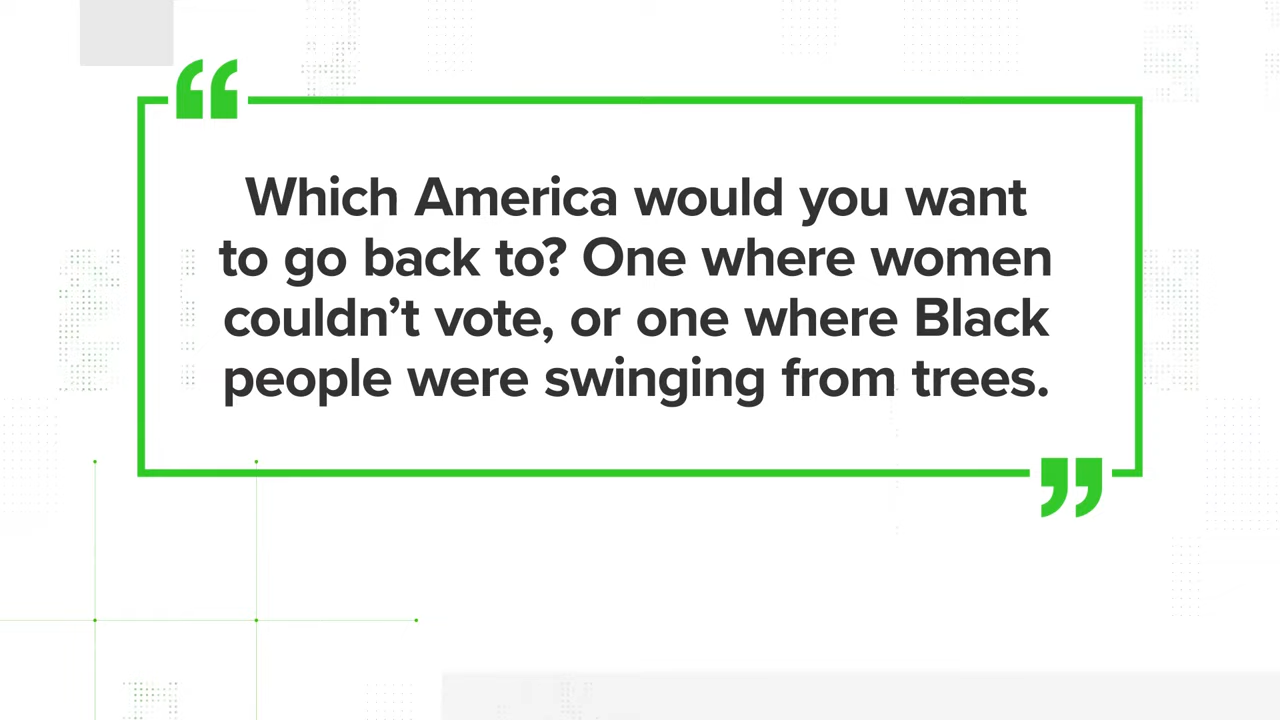 “
Which America would you want
to go back to? One where women
couldn’t vote, or one where Black
people were swinging from trees.
”